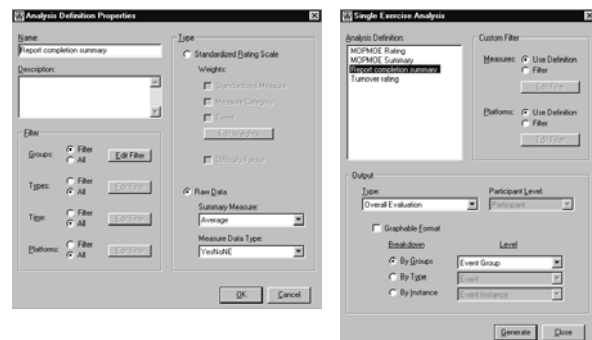 Analysis Definition Properties
Name:
Report completion summary
Description:
Filter
Groups:
Filter
All
Edit Filter
Types:
Filter
All
Edit Filter
Time:
Filter
All
Edit Filter
Platforms:
Filter
All
Edit Filter
Type
Standardized Rating Scale
Weights:
Standardized Measure
Measure Category
Event
Edit Weights
Difficulty Factor
Raw Data
Summary Measure:
Average
Measure Data Type:
YesNoNE
OK
Cancel
Single Exercise Analysis
Analysis Definition:
MOPMOE Rating
MOPMOE Summary
Report completion summary
Turnover rating
Custom Filter
Measures:
Use Definition
Filter
Edit Filter
Platforms:
Use Definition
Filter
Edit Filter
Output
Type:
Overall Evaluation
Participant Level:
Participant
Graphable Format
Breakdown
Level
By Groups
Event Group
By Type
Event
By Instance
Event Instance
Generate
Close